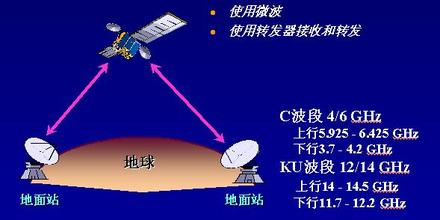 使用微波
使用转发器接收和转发
C波段 4/6 GHz
上行5.925 - 6.425 GHz
下行3.7 - 4.2 GHz
KU波段 12/14 GHz
上行14 - 14.5 GHz
下行11.7 - 12.2 GHz
地球
地面站
地面站